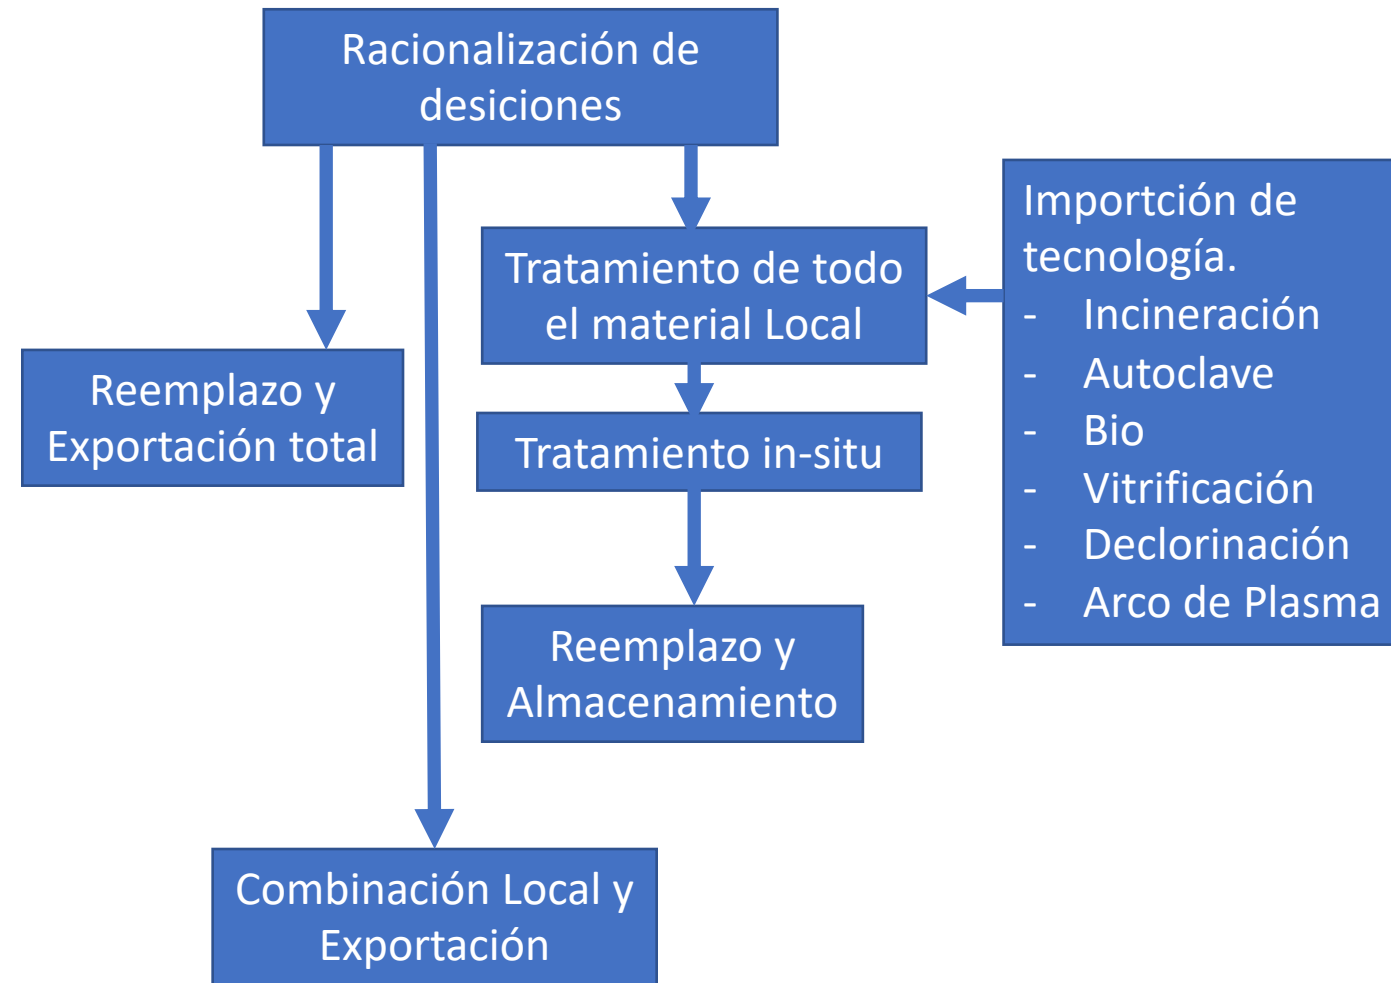 Racionalización de
desiciones
Tratamiento de todo
el material Local
Importción de
tecnología.
- Incineración
- Autoclave
- Bio
- Vitrificación
- Declorinación
- Arco de Plasma
Reemplazo y
Exportación total
Tratamiento in-situ
Reemplazo y
Almacenamiento
Combinación Local y
Exportación